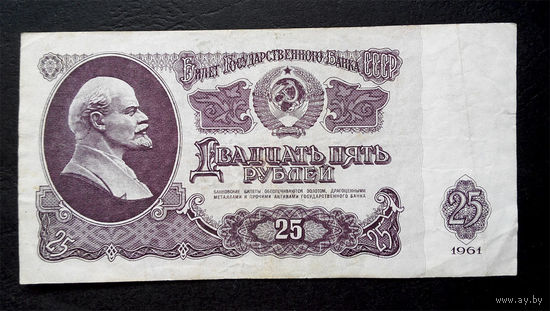 Билет Государственного Банка СССР
Двадцать пять
рублей
БАНКОВСКИЕ БИЛЕТЫ ОБЕСПЕЧИВАЮТСЯ ЗОЛОТОМ, ДРАГОЦЕННЫМИ
МЕТАЛЛАМИ И ПРОЧИМИ АКТИВАМИ ГОСУДАРСТВЕННОГО БАНКА
25
25
25
25
1961
www.ay.by